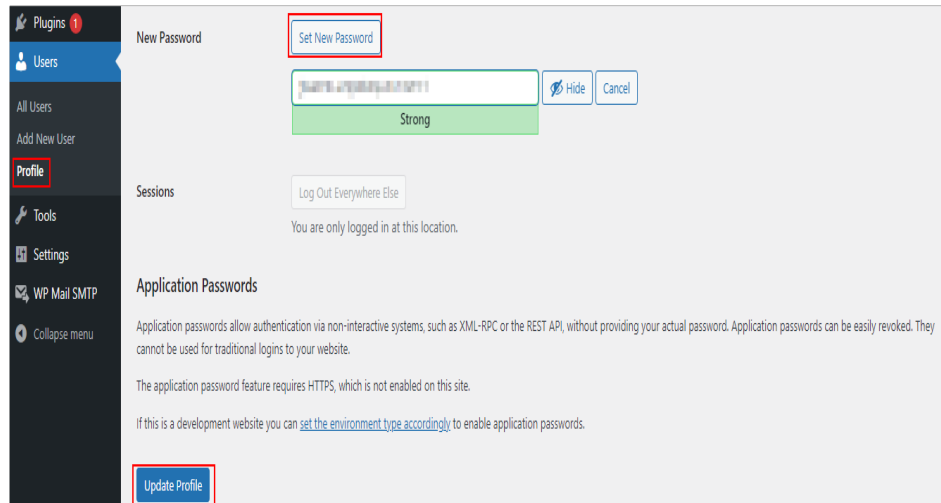 Plugins 1
Users
All Users
Add New User
Profile
Tools
Settings
WP Mail SMTP
Collapse menu
New Password
Set New Password
Hide
Cancel
Strong
Sessions
Log Out Everywhere Else
You are only logged in at this location.
Application Passwords
Application passwords allow authentication via non-interactive systems, such as XML-RPC or the REST API, without providing your actual password. Application passwords can be easily revoked. They
cannot be used for traditional logins to your website.
The application password feature requires HTTPS, which is not enabled on this site.
If this is a development website you can set the environment type accordingly to enable application passwords.
Update Profile